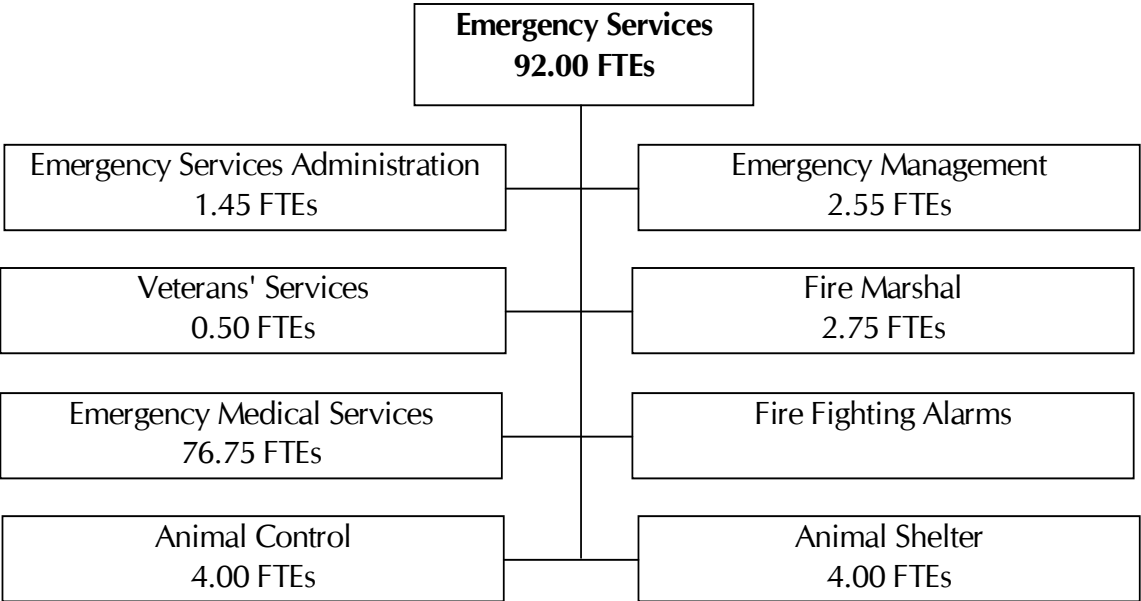 Emergency Services
92.00 FTEs
Emergency Services Administration
1.45 FTEs
Emergency Management
2.55 FTEs
Veterans' Services
0.50 FTEs
Fire Marshal
2.75 FTEs
Emergency Medical Services
76.75 FTEs
Fire Fighting Alarms
Animal Control
4.00 FTEs
Animal Shelter
4.00 FTEs